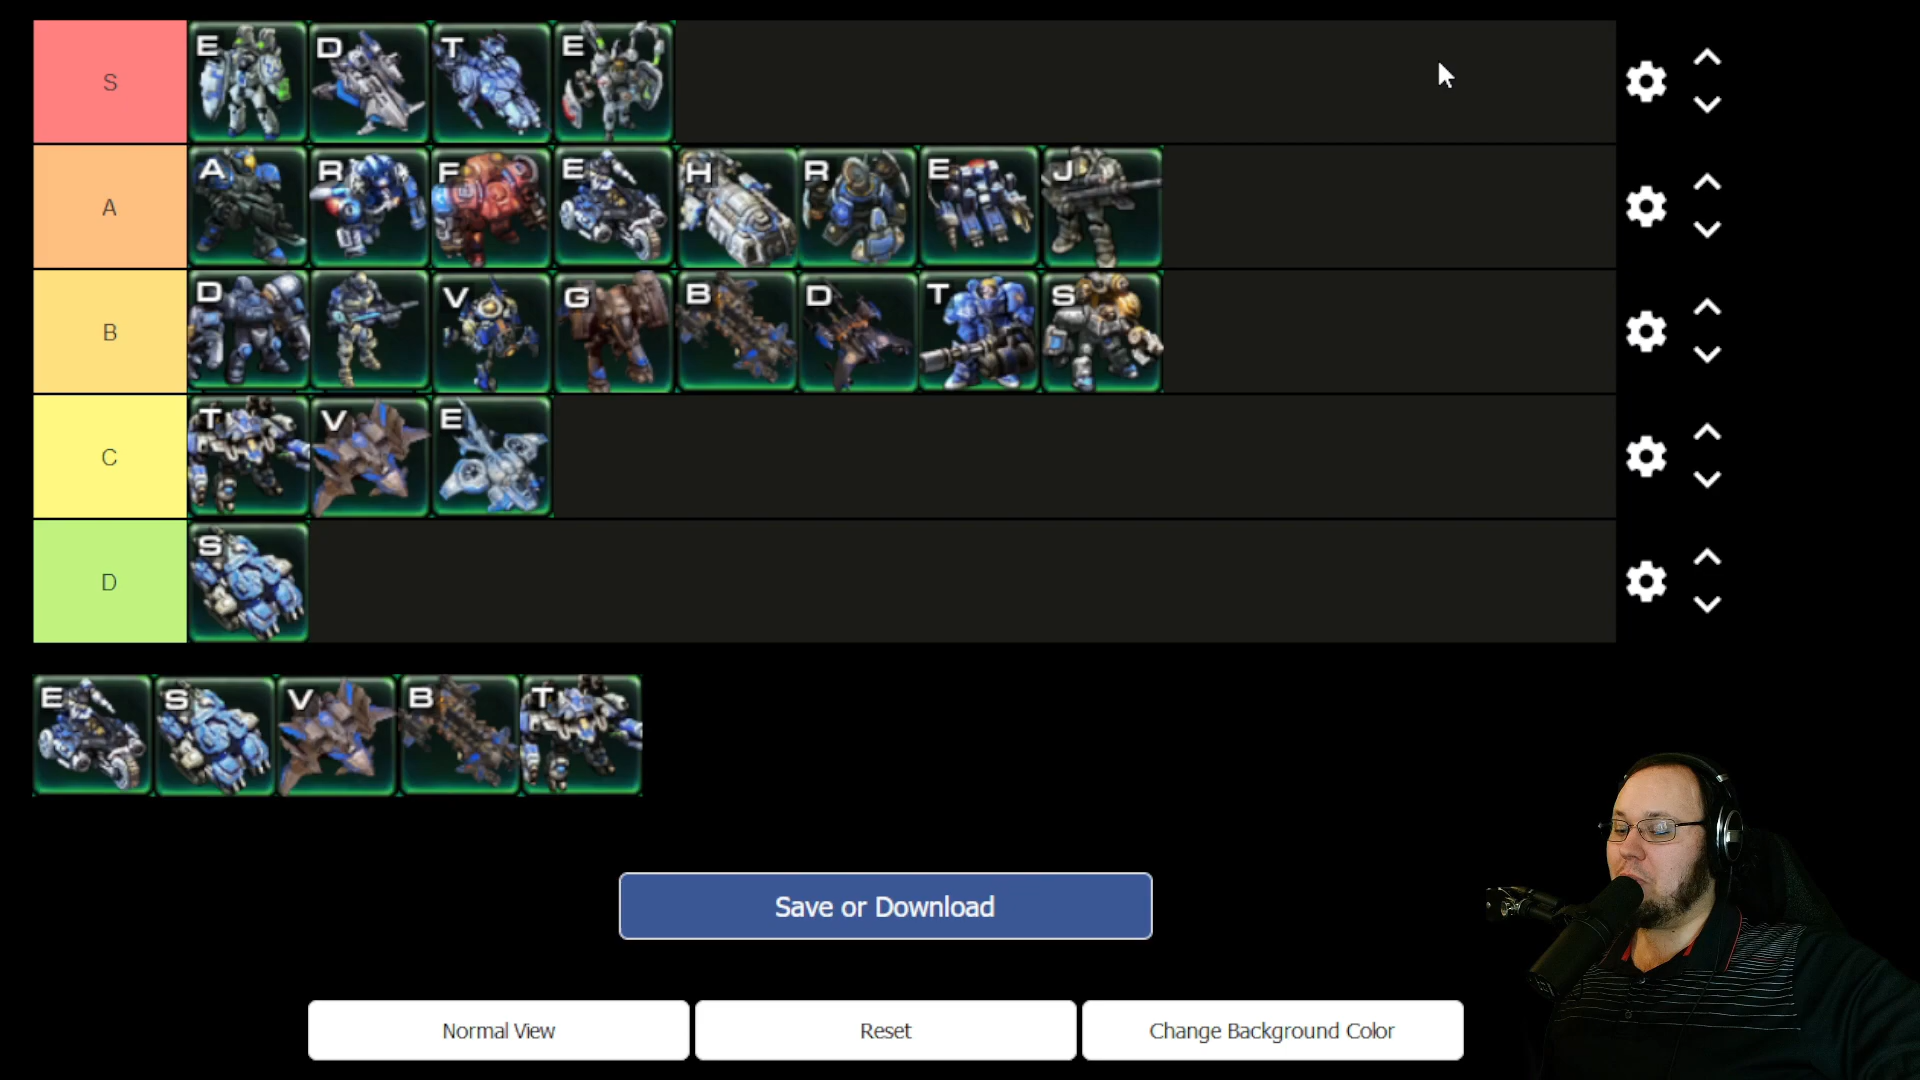 S E D T E
A A R F E H R E J
B D V G B D T S
C T V E
D S
E S V B T
Save or Download
Normal View Reset Change Background Color